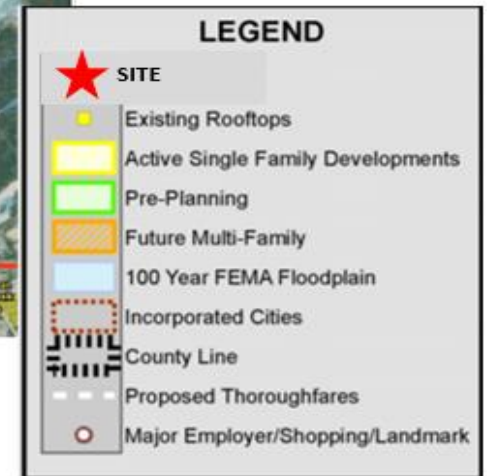 LEGEND
SITE
Existing Rooftops
Active Single Family Developments
Pre-Planning
Future Multi-Family
100 Year FEMA Floodplain
Incorporated Cities
County Line
Proposed Thoroughfares
Major Employer/Shopping/Landmark